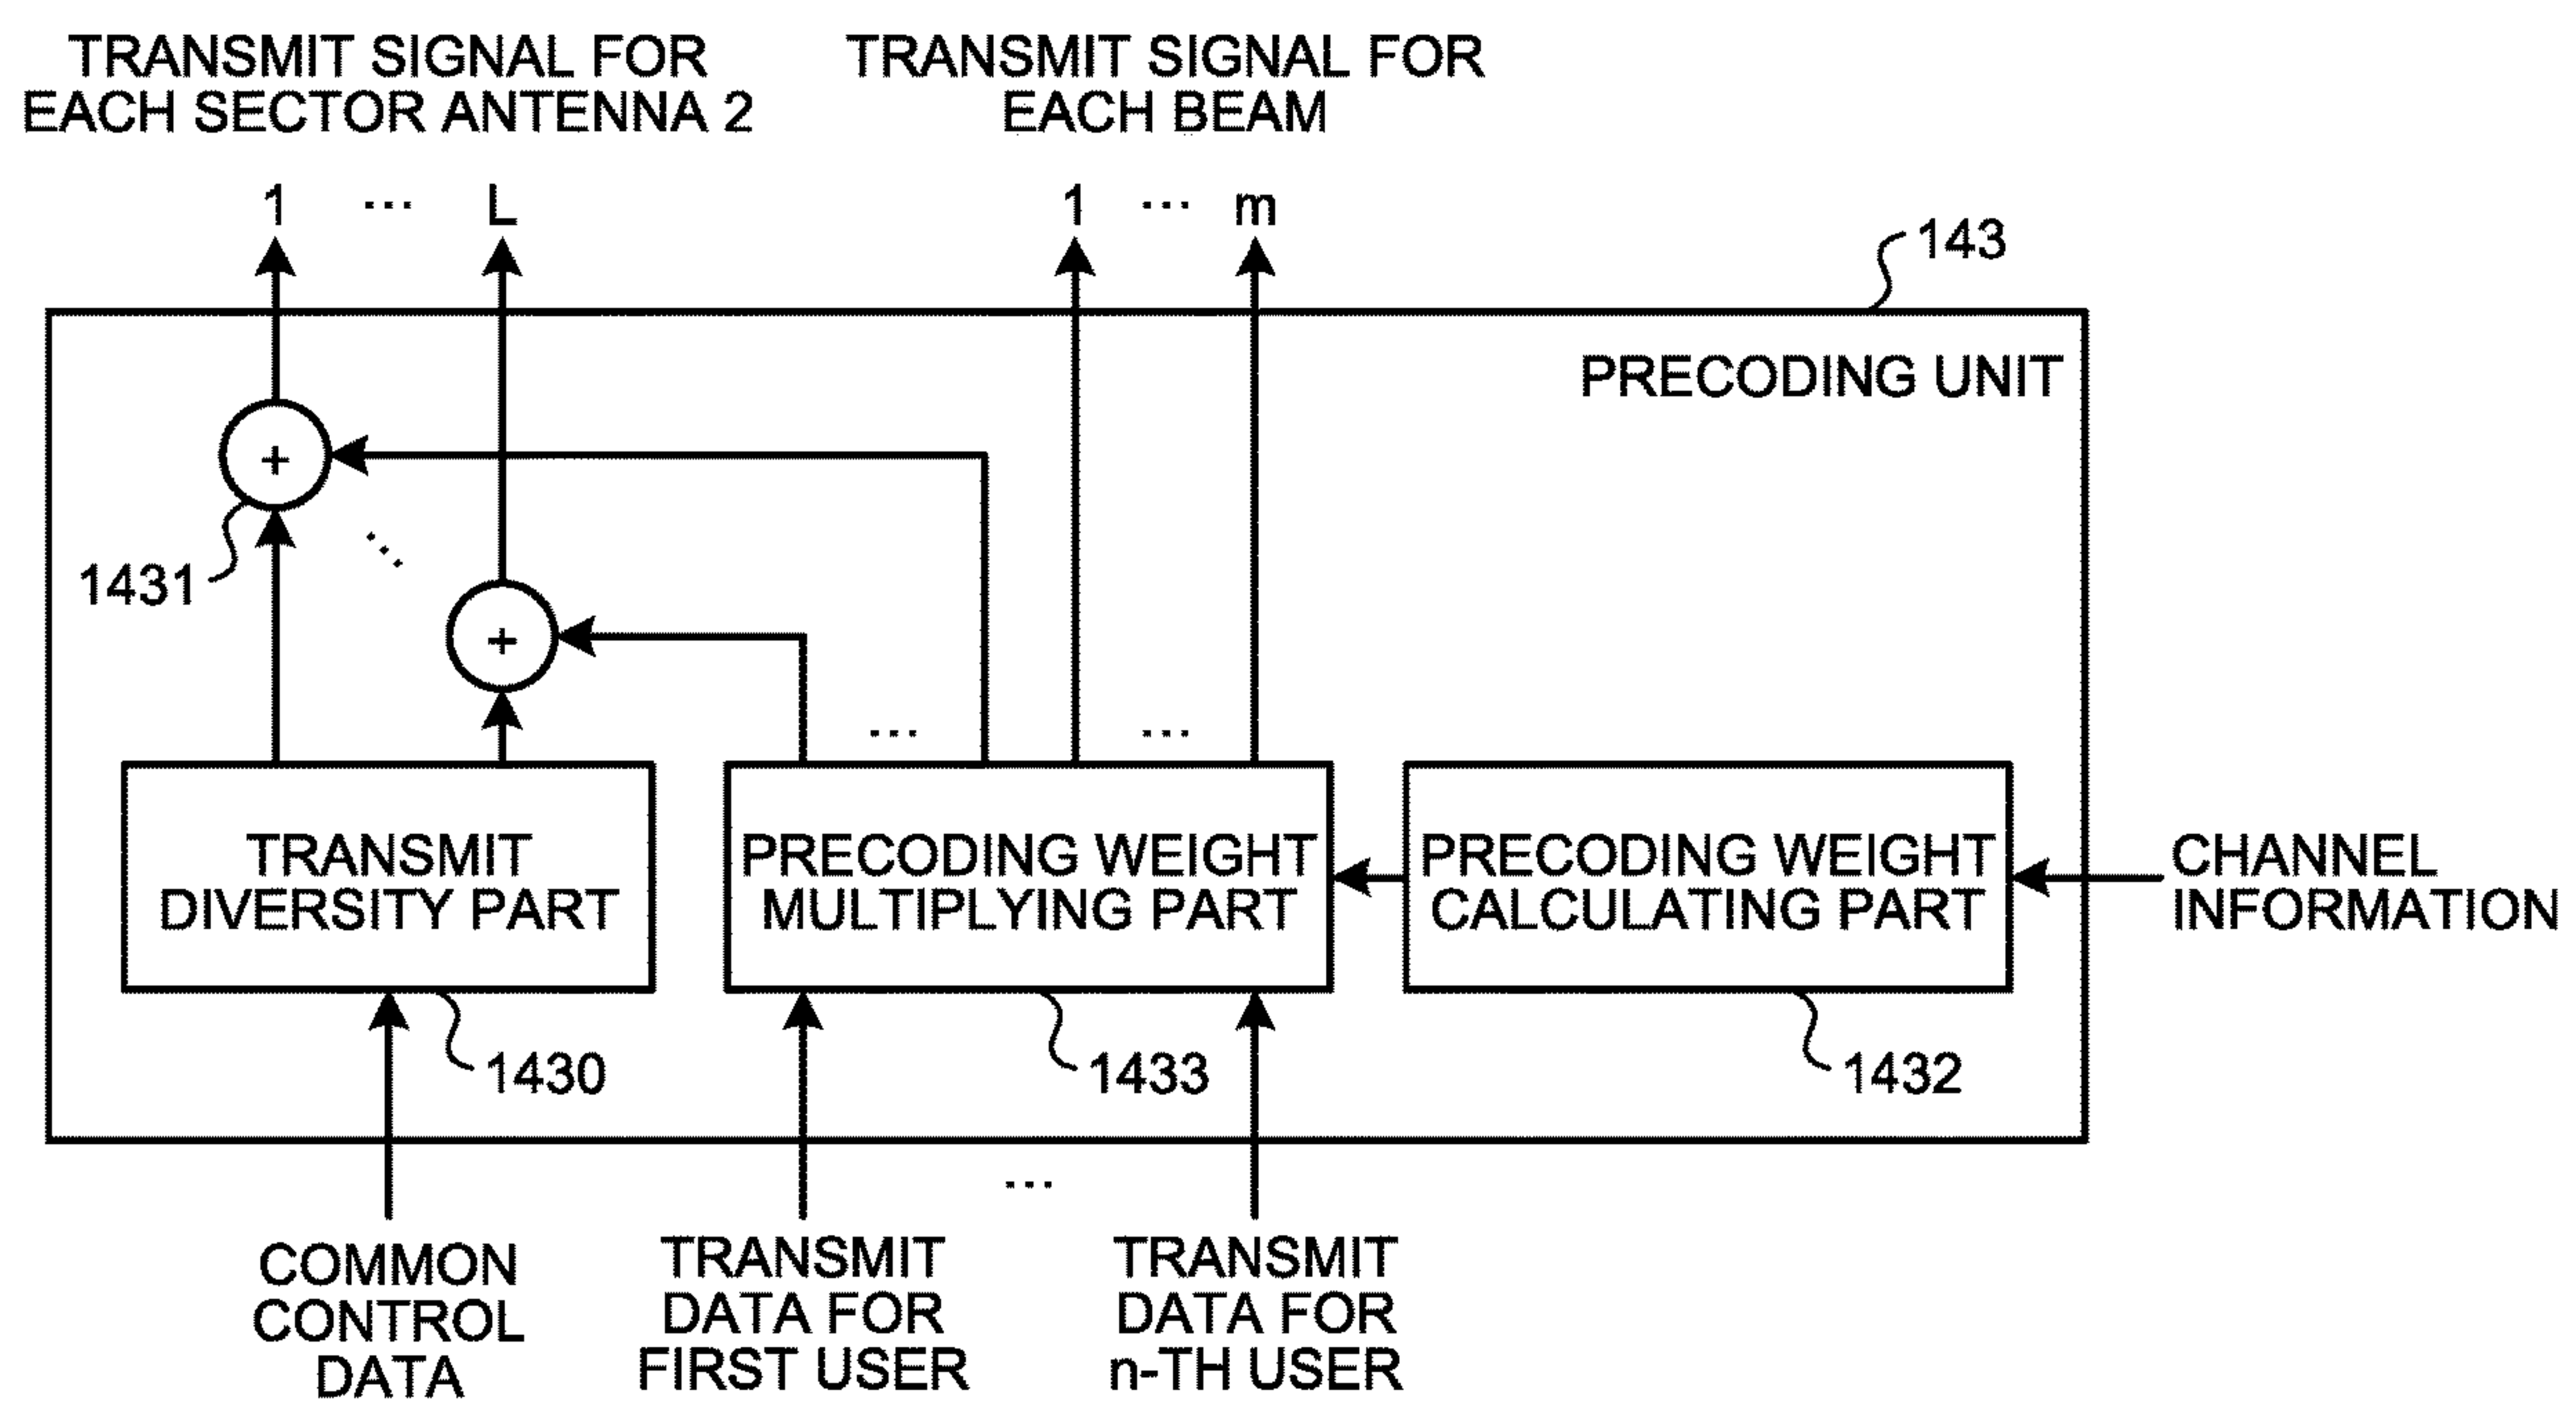 TRANSMIT SIGNAL FOR
EACH SECTOR ANTENNA 2
TRANSMIT SIGNAL FOR
EACH BEAM
1 ... L
1 ... m
143
PRECODING UNIT
+
1431
...
+
... ...
TRANSMIT
DIVERSITY PART
PRECODING WEIGHT
MULTIPLYING PART
PRECODING WEIGHT
CALCULATING PART
CHANNEL
INFORMATION
1430
1433
1432
...
COMMON
CONTROL
DATA
TRANSMIT
DATA FOR
FIRST USER
TRANSMIT
DATA FOR
n-TH USER